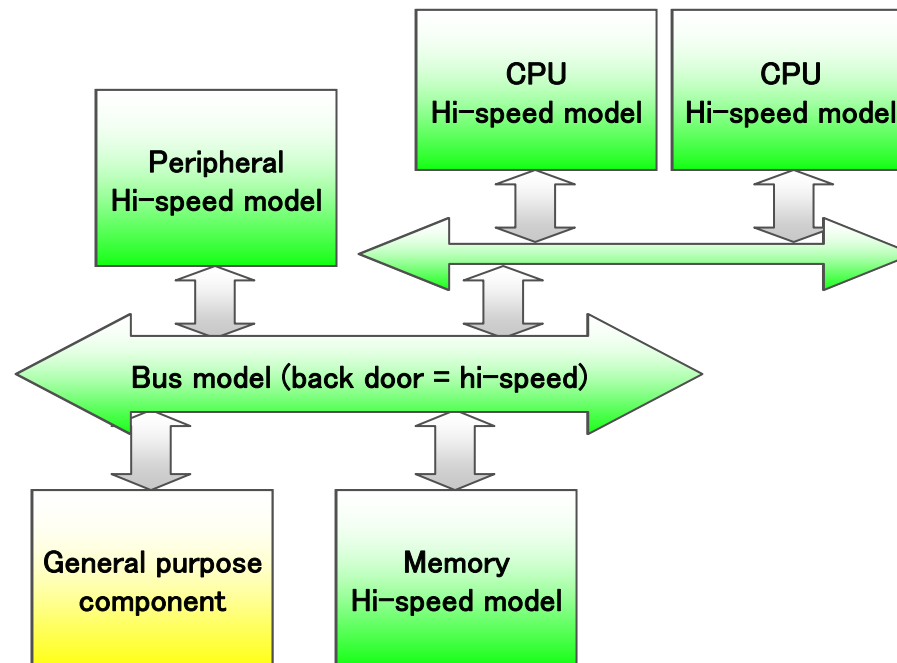 CPU
Hi-speed model
CPU
Hi-speed model
Peripheral
Hi-speed model
Bus model (back door = hi-speed)
General purpose
component
Memory
Hi-speed model